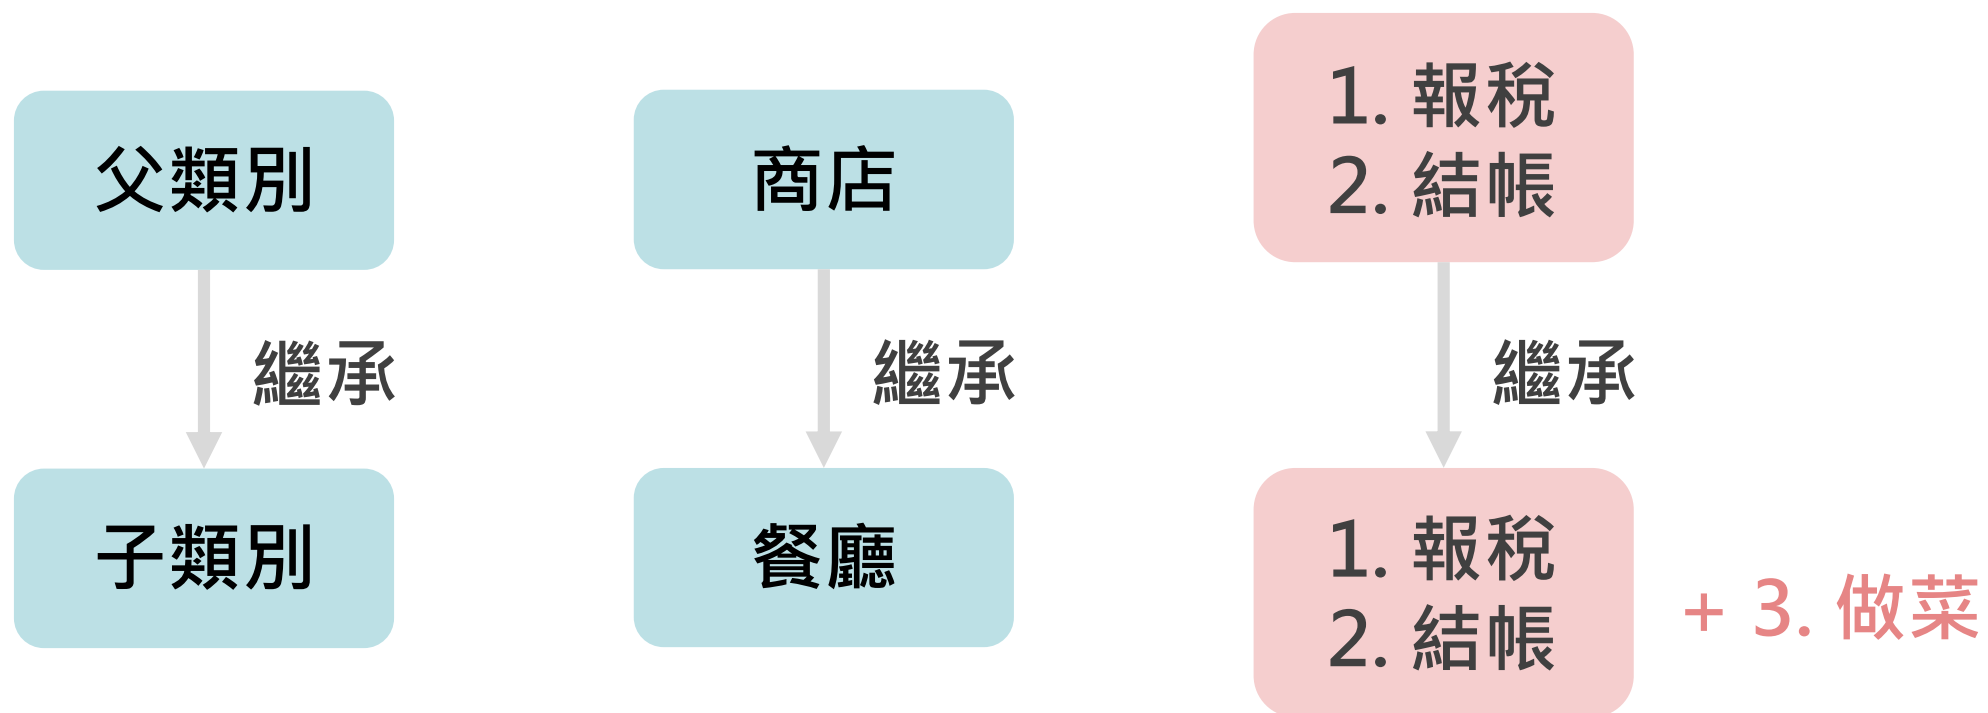 父類別
繼承
子類別
商店
繼承
餐廳
1. 報稅
2. 結帳
繼承
1. 報稅
2. 結帳
+ 3. 做菜